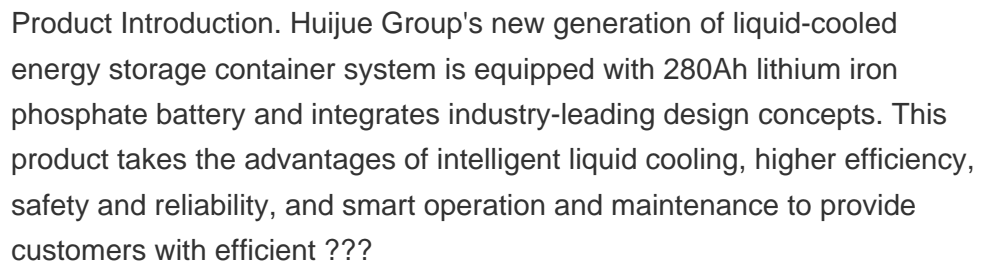 Product Introduction. Huijue Group's new generation of liquid-cooled
energy storage container system is equipped with 280Ah lithium iron
phosphate battery and integrates industry-leading design concepts. This
product takes the advantages of intelligent liquid cooling, higher efficiency,
safety and reliability, and smart operation and maintenance to provide
customers with efficient ???